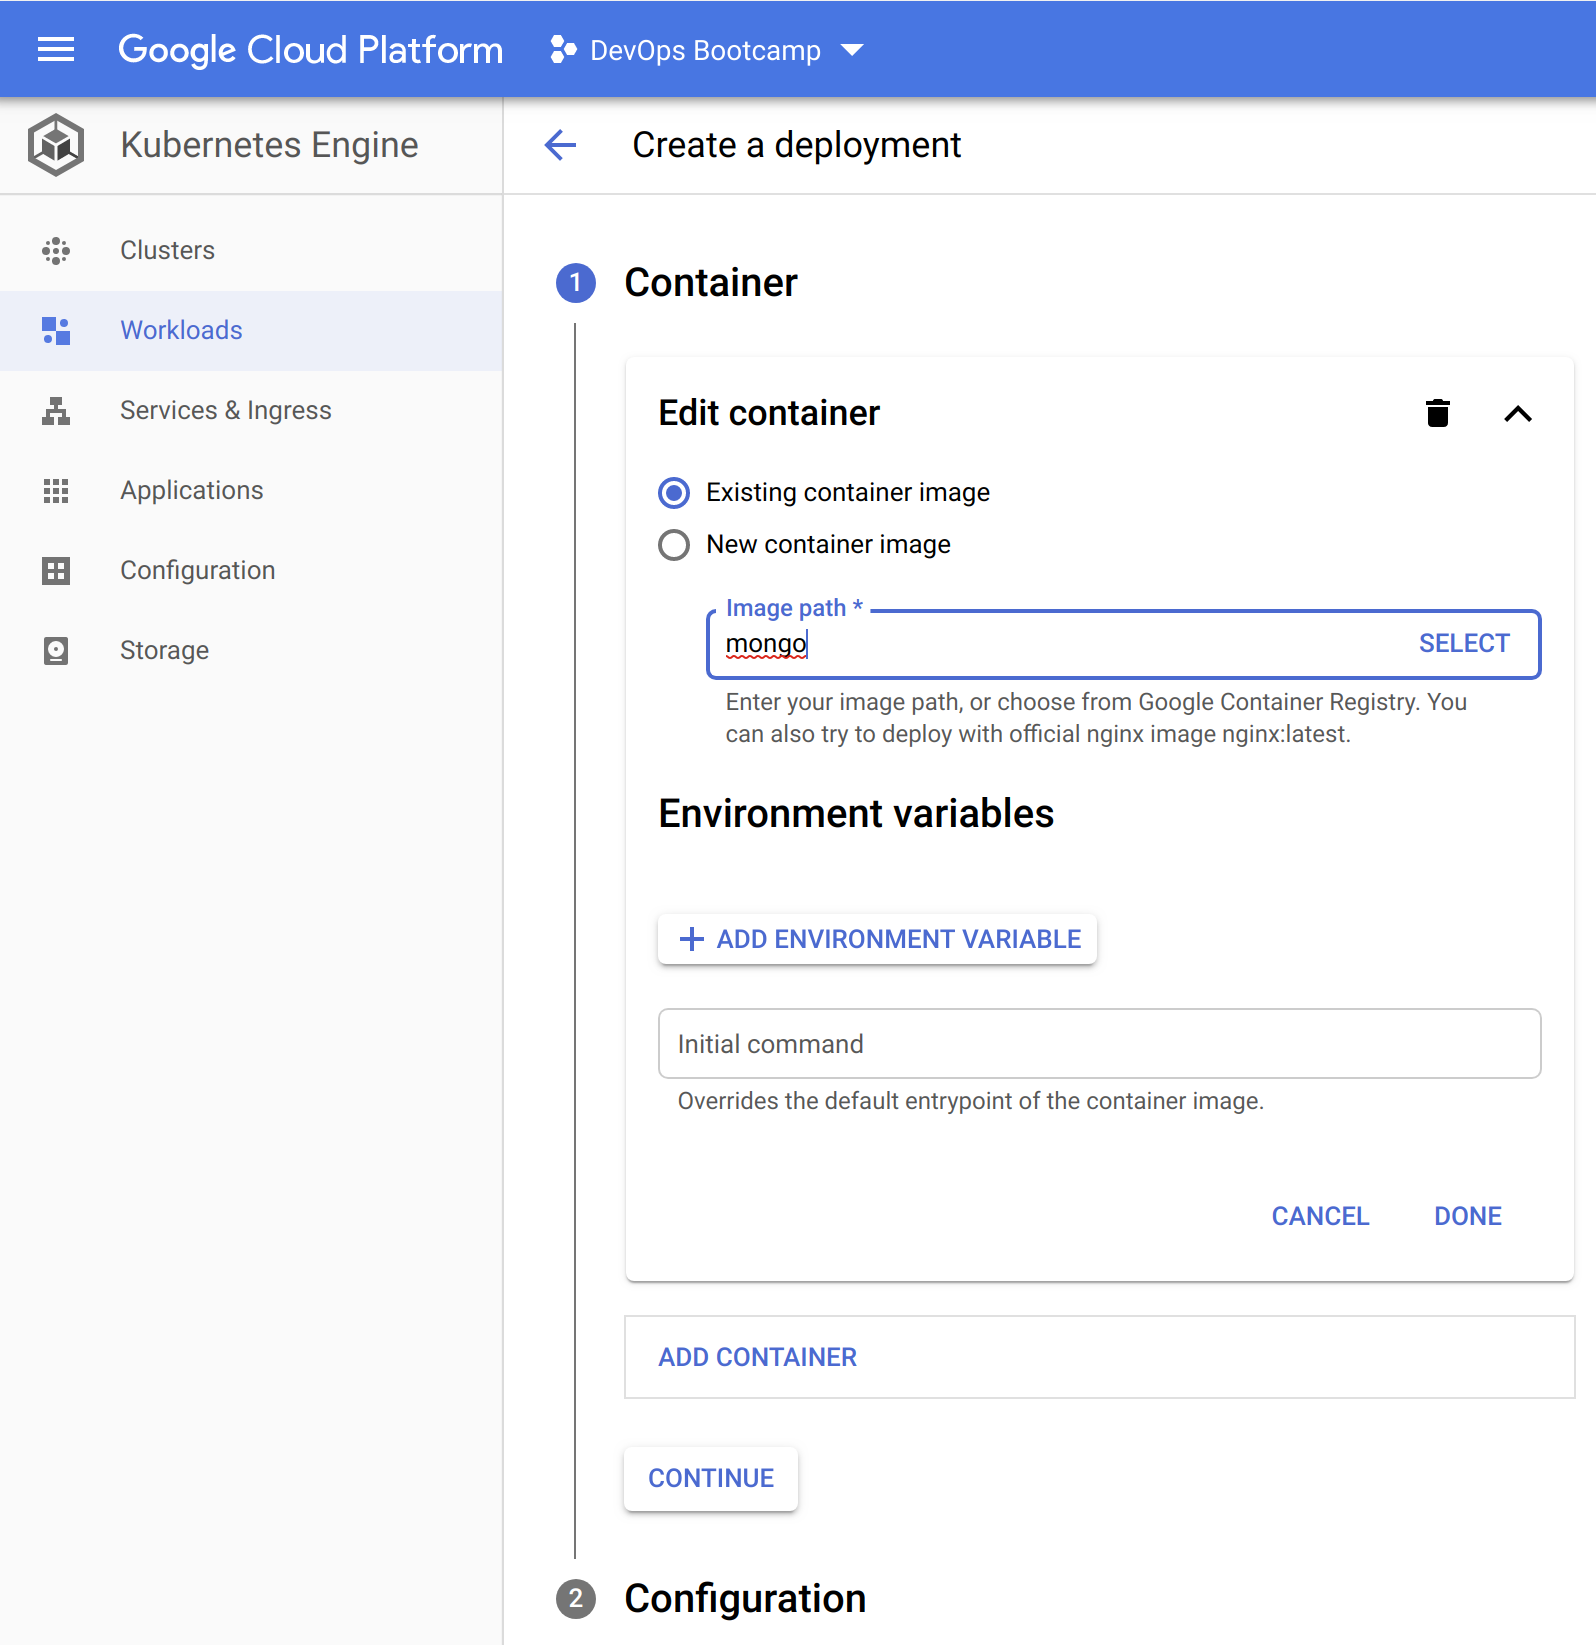 Google Cloud Platform
DevOps Bootcamp
Kubernetes Engine
Create a deployment
Clusters
Workloads
Services & Ingress
Applications
Configuration
Storage
1 Container
Edit container
Existing container image
New container image
Image path *
mongo
SELECT
Enter your image path, or choose from Google Container Registry. You
can also try to deploy with official nginx image nginx:latest.
Environment variables
ADD ENVIRONMENT VARIABLE
Initial command
Overrides the default entrypoint of the container image.
CANCEL
DONE
ADD CONTAINER
CONTINUE
2 Configuration